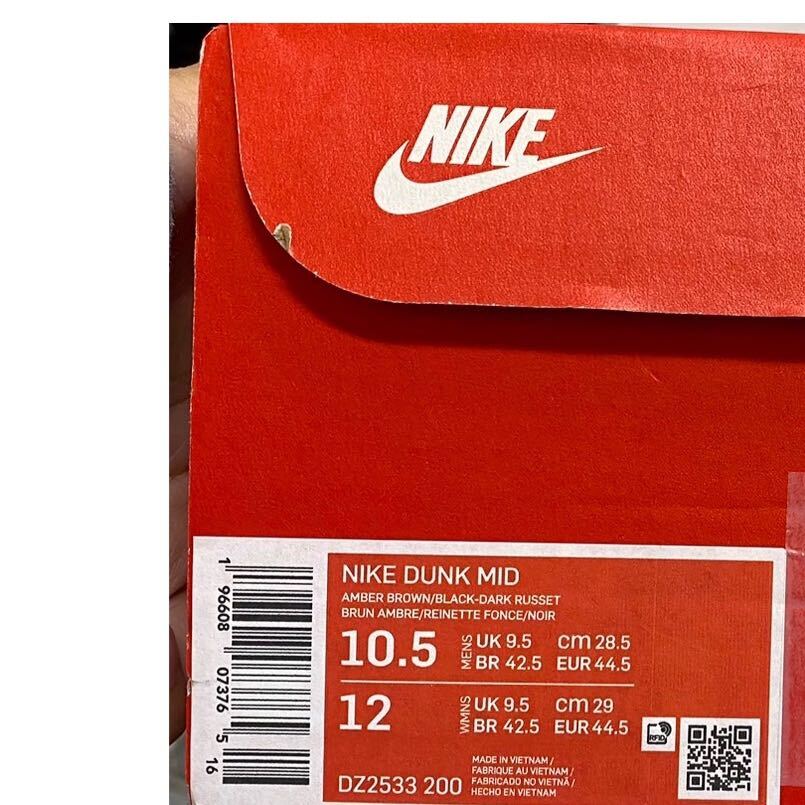 NIKE
NIKE DUNK MID
AMBER BROWN/BLACK-DARK RUSSET
BRUN AMBRE/REINETTE FONCE/NOIR
10.5 MENS UK 9.5 cm 28.5
BR 42.5 EUR 44.5
12 WMNS UK 9.5 cm 29
BR 42.5 EUR 44.5
RFID
DZ2533 200
MADE IN VIETNAM /
FABRIQUE AU VIETNAM /
FABRICADO NO VIETNÃ /
HECHO EN VIETNAM
1 96608 07376 5 16